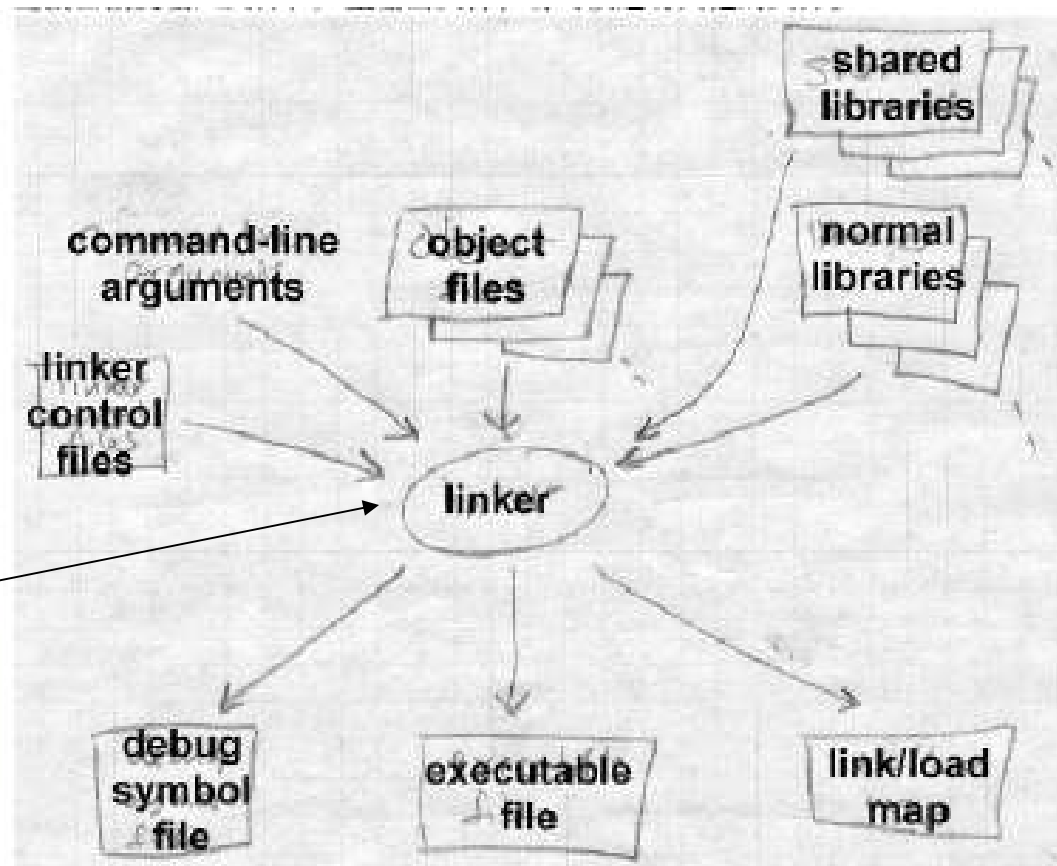 shared
libraries
command-line
arguments
object
files
normal
libraries
linker
control
files
linker
debug
symbol
file
executable
file
link/load
map